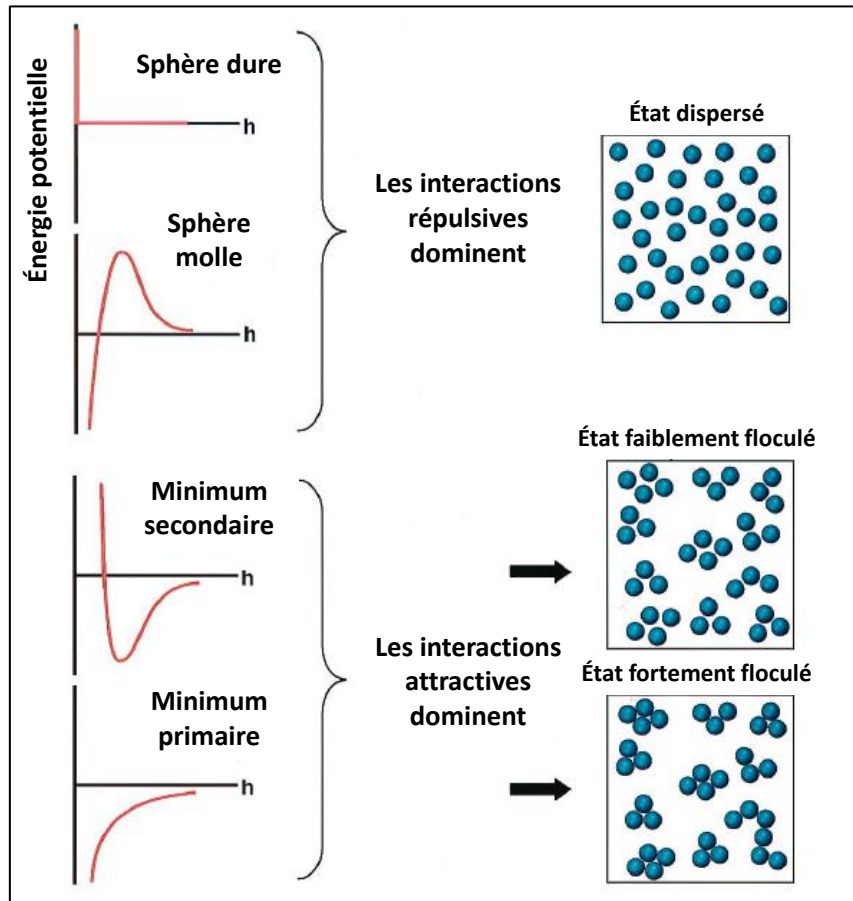 Énergie potentielle
Sphère dure
h
Sphère
molle
h
Les interactions
répulsives
dominent
État dispersé
Minimum
secondaire
h
Minimum
primaire
h
Les interactions
attractives
dominent
État faiblement floculé
État fortement floculé